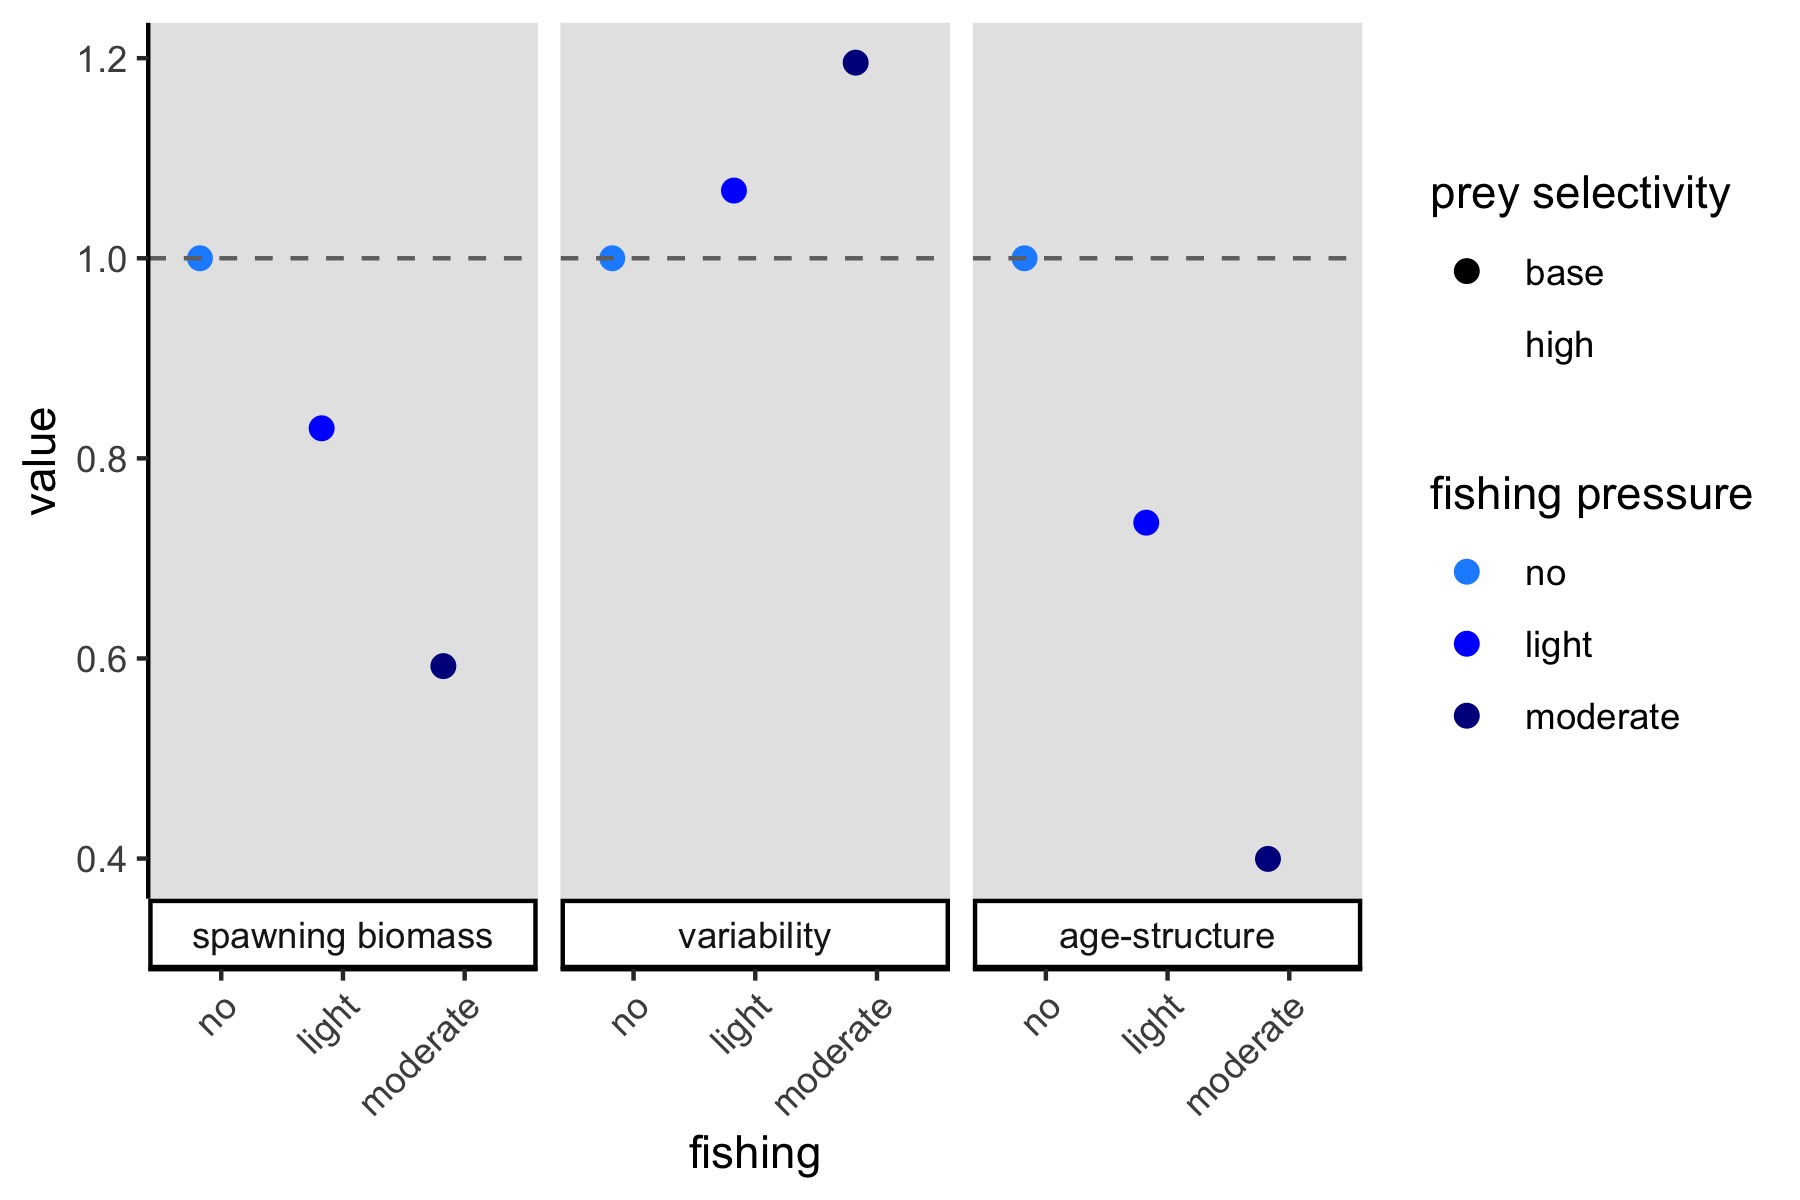 value
1.2
1.0
0.8
0.6
0.4
spawning biomass
variability
age-structure
no
light
moderate
no
light
moderate
no
light
moderate
fishing
prey selectivity
base
high
fishing pressure
no
light
moderate